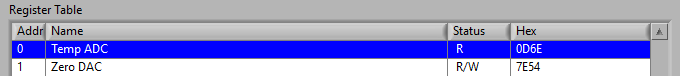 Register Table
Addr Name Status Hex
0 Temp ADC R 0D6E
1 Zero DAC R/W 7E54